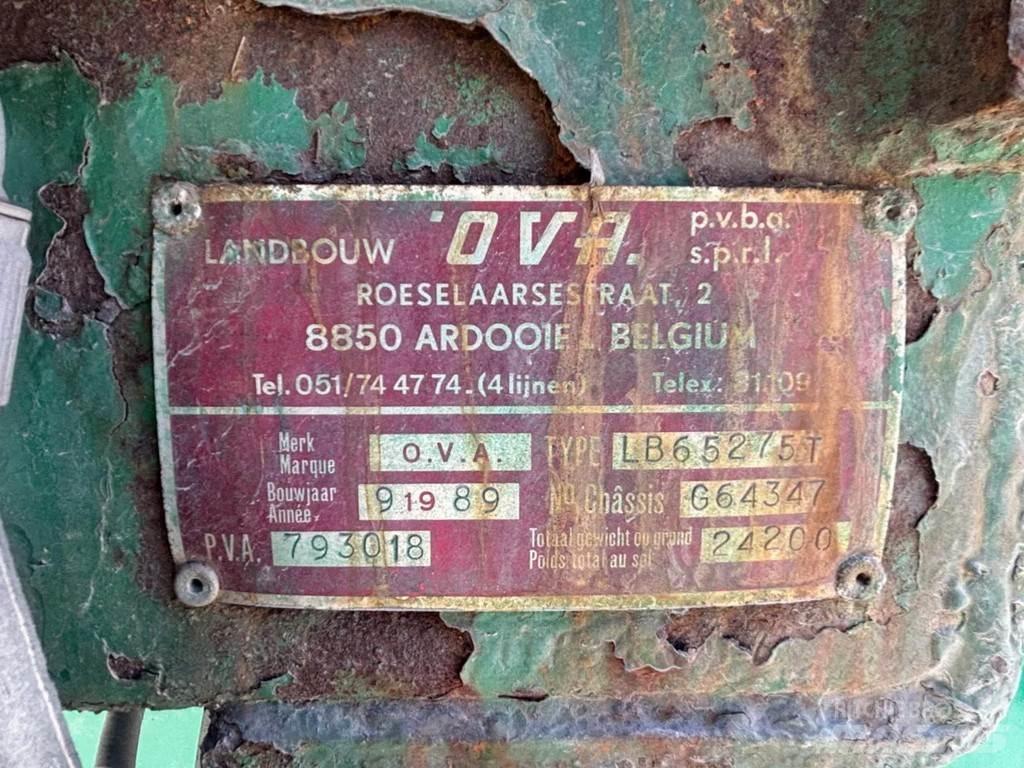 LANDBOUW O.V.A. p.v.b.a.
s.p.r.l.
ROESELAARSESTRAAT, 2
8850 ARDOOIE - BELGIUM
Tel. 051/74 47 74 - (4 lijnen) Telex: 81109
Merk
Marque O.V.A. TYPE LB65275T
Bouwjaar
Année 9 19 89 No Châssis G64347
P.V.A. 793018 Totaal gewicht op grond
Poids total au sol 24200